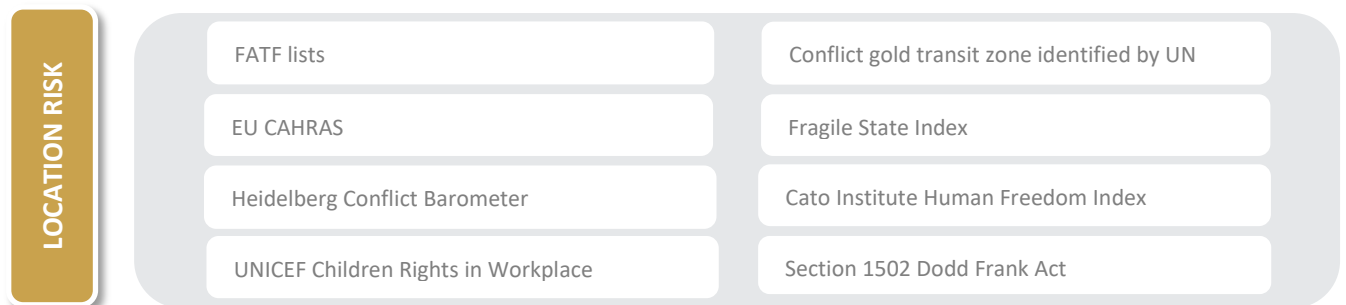 LOCATION RISK
FATF lists
Conflict gold transit zone identified by UN
EU CAHRAS
Fragile State Index
Heidelberg Conflict Barometer
Cato Institute Human Freedom Index
UNICEF Children Rights in Workplace
Section 1502 Dodd Frank Act